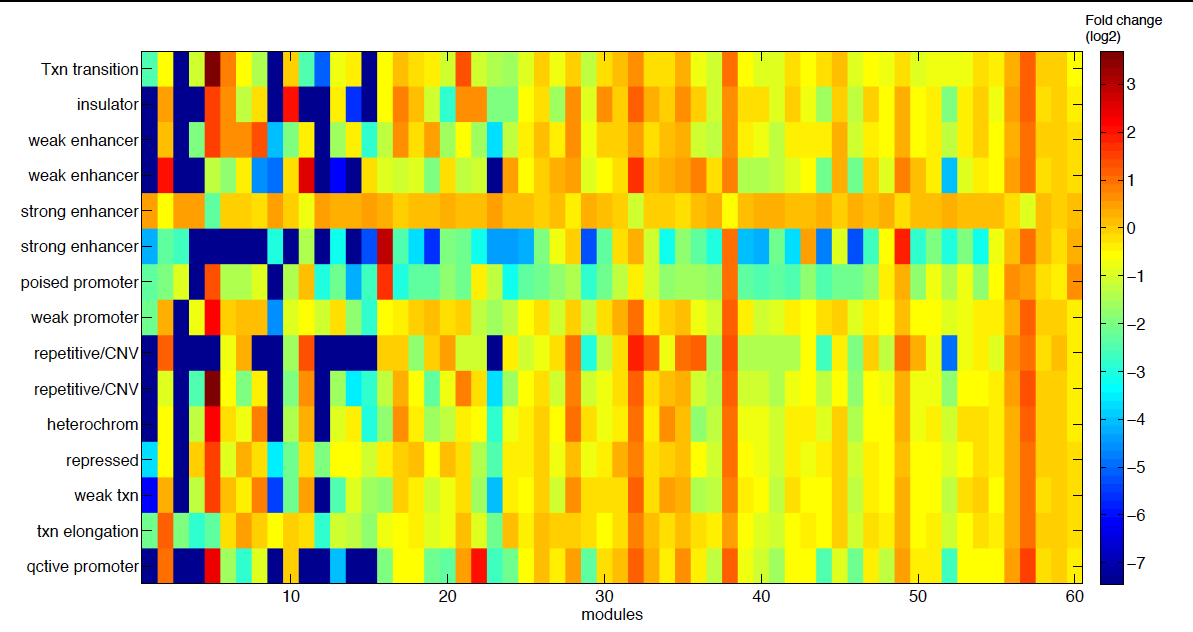 Fold change
(log2)
Txn transition
insulator
weak enhancer
weak enhancer
strong enhancer
strong enhancer
poised promoter
weak promoter
repetitive/CNV
repetitive/CNV
heterochrom
repressed
weak txn
txn elongation
qctive promoter
10 20 30 40 50 60
modules
3
2
1
0
−1
−2
−3
−4
−5
−6
−7